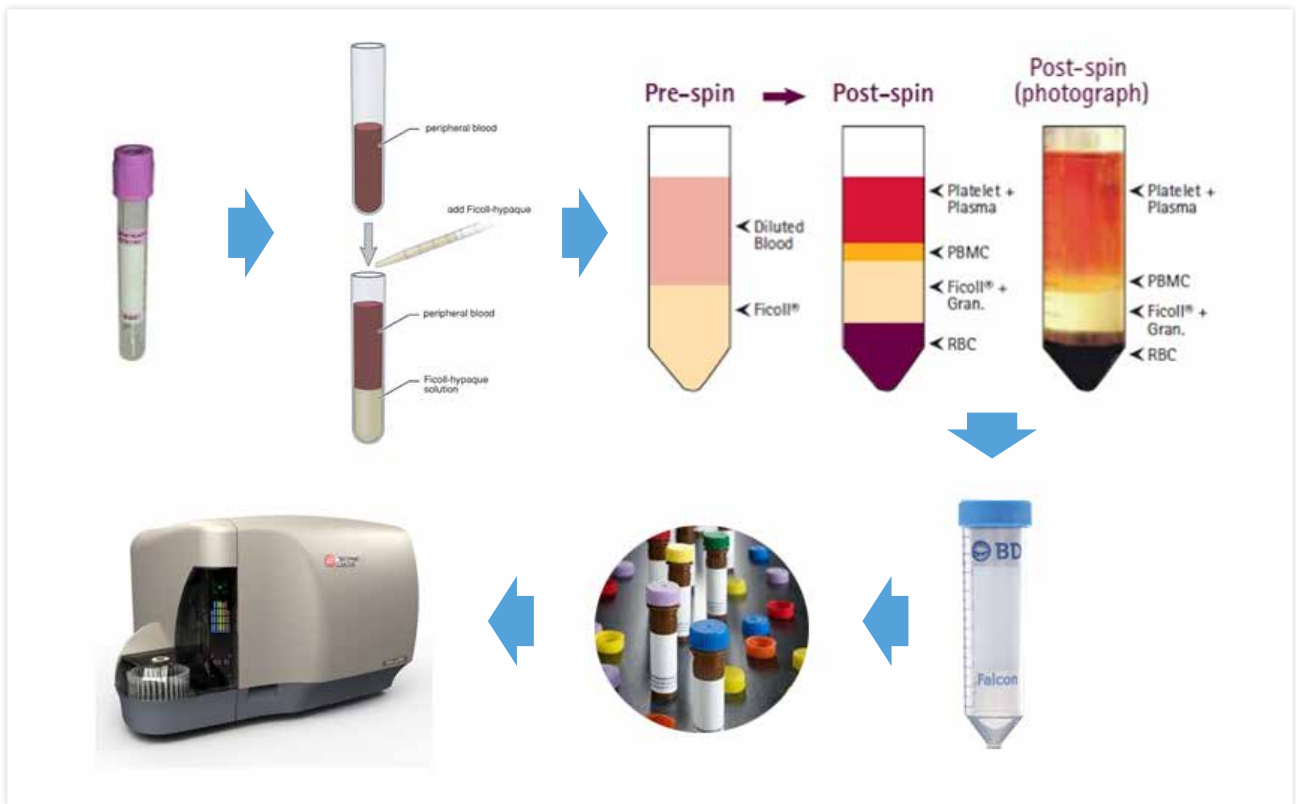 peripheral blood
add Ficoll-hypaque
peripheral blood
Ficoll-hypaque
solution
Pre-spin
Post-spin
Post-spin
(photograph)
Diluted
Blood
Ficoll®
Platelet +
Plasma
PBMC
Ficoll® +
Gran.
RBC
Platelet +
Plasma
PBMC
Ficoll® +
Gran.
RBC
BD
Falcon